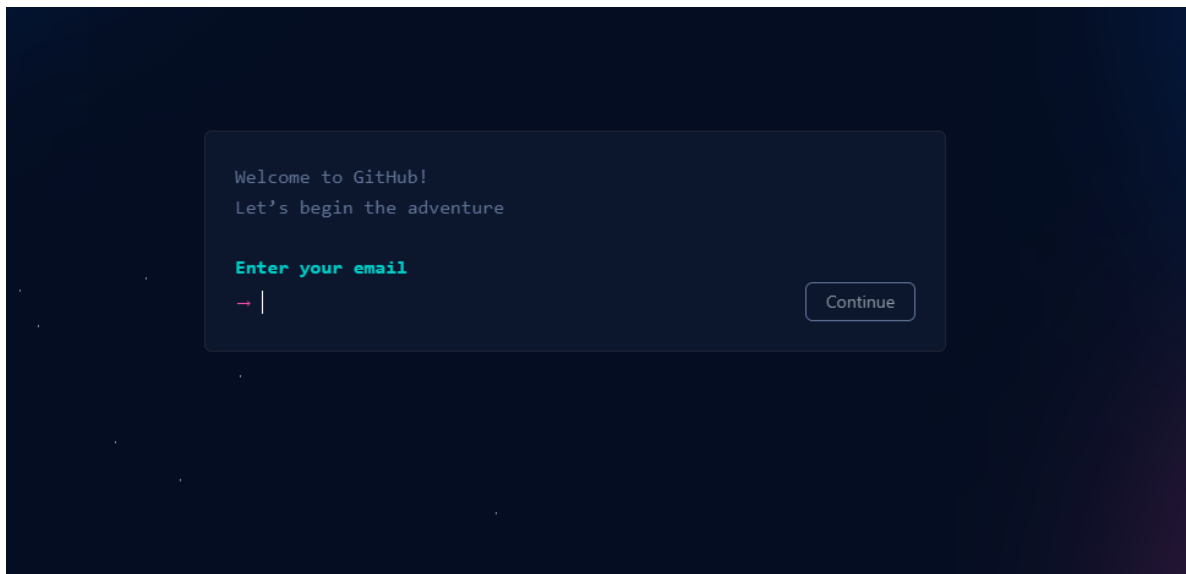 Welcome to GitHub!
Let’s begin the adventure
Enter your email
→
Continue